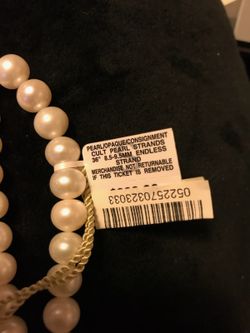 PEARL/OPAQUE/CONSIGNMENT
CULT PEARL STRANDS
36" 8.5-9.5MM ENDLESS
STRAND
MERCHANDISE NOT RETURNABLE
IF THIS TICKET IS REMOVED
0522570323033